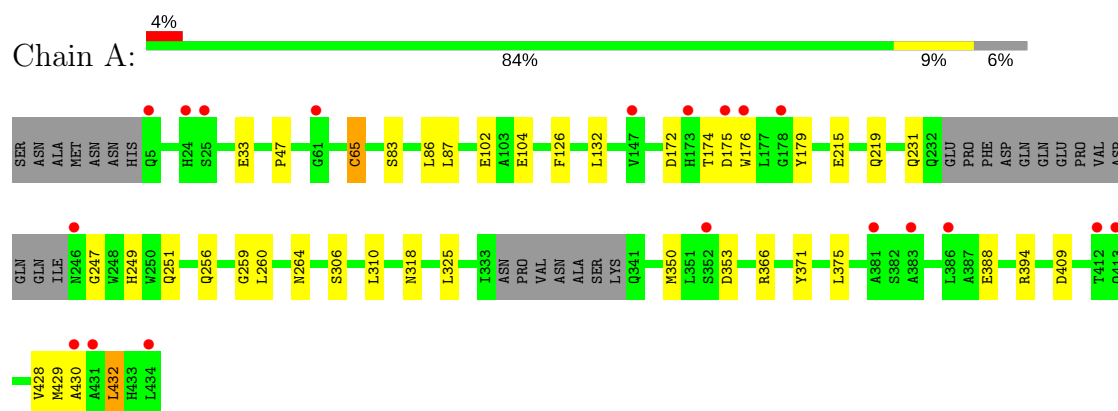 4%
Chain A:
84% 9% 6%
SER ASN ALA MET ASN ASN HIS Q5 H24 S25 E33 P47 G61 C65 S83 L86 L87 E102 A103 E104 F126 L132 V147 D172 H173 T174 D175 W176 L177 G178 Y179 E215 Q219 Q231 Q232 GLU PRO PHE ASP GLN GLN GLU PRO VAL ASP
GLN GLN ILE N246 G247 W248 H249 W250 Q251 Q256 G259 L260 N264 S306 L310 N318 L325 I333 ASN PRO VAL ASN ALA SER LYS Q341 M350 L351 S352 D353 R366 Y371 L375 A381 S382 A383 L386 A387 E388 R394 D409 T412 Q413
V428 M429 A430 A431 L432 H433 L434